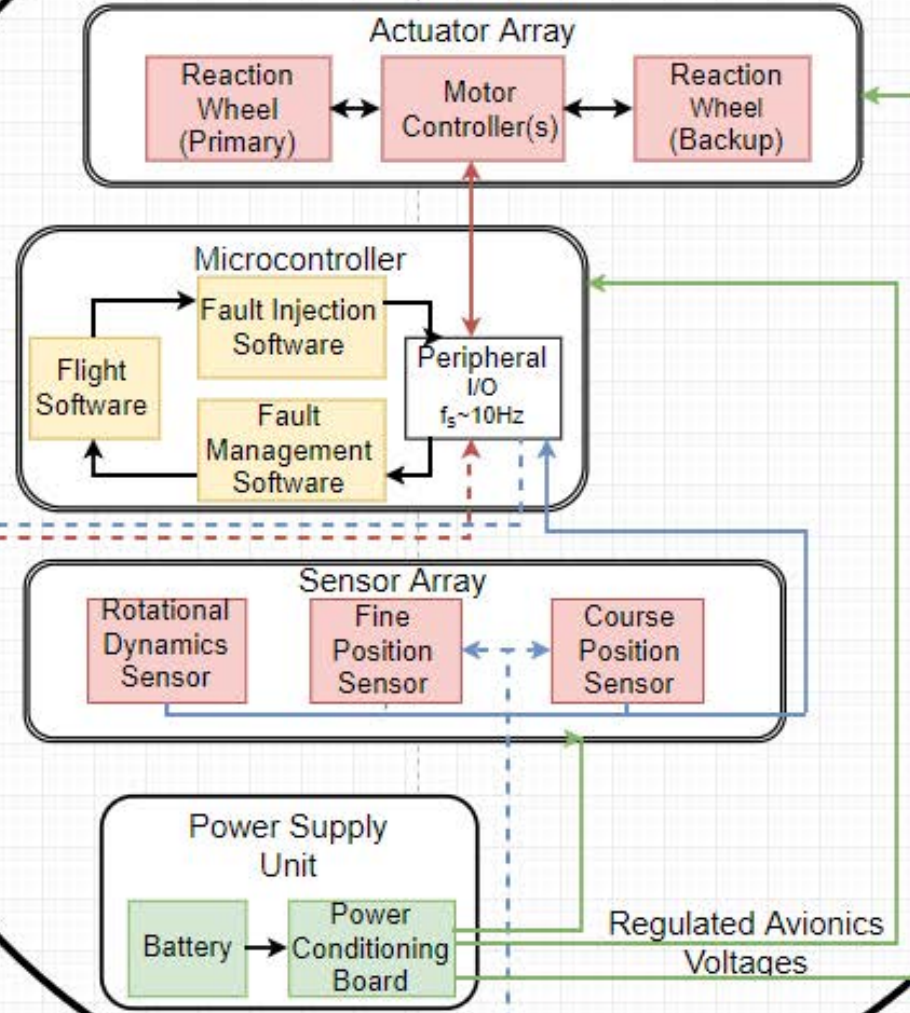 Actuator Array
Reaction
Wheel
(Primary)
Motor
Controller(s)
Reaction
Wheel
(Backup)
Microcontroller
Fault Injection
Software
Flight
Software
Peripheral
I/O
fs~10Hz
Fault
Management
Software
Sensor Array
Rotational
Dynamics
Sensor
Fine
Position
Sensor
Course
Position
Sensor
Power Supply
Unit
Battery
Power
Conditioning
Board
Regulated Avionics
Voltages